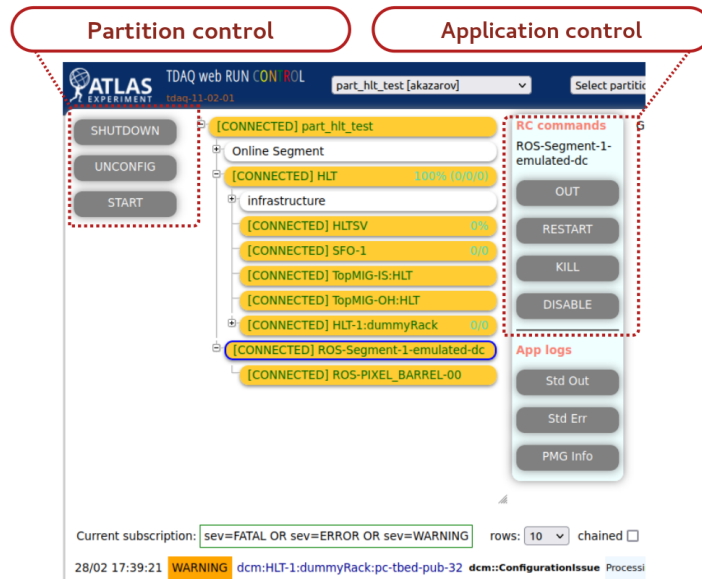 Partition control
Application control
ATLAS
EXPERIMENT
TDAQ web RUN CONTROL
tdaq-11-02-01
part_hlt_test [akazarov]
Select partitio
SHUTDOWN
UNCONFIG
START
[CONNECTED] part_hlt_test
Online Segment
[CONNECTED] HLT 100% (0/0/0)
infrastructure
[CONNECTED] HLTSV 0%
[CONNECTED] SFO-1 0/0
[CONNECTED] TopMIG-IS:HLT
[CONNECTED] TopMIG-OH:HLT
[CONNECTED] HLT-1:dummyRack 0/0
[CONNECTED] ROS-Segment-1-emulated-dc
[CONNECTED] ROS-PIXEL_BARREL-00
RC commands G
ROS-Segment-1-
emulated-dc
OUT
RESTART
KILL
DISABLE
App logs
Std Out
Std Err
PMG Info
Current subscription: sev=FATAL OR sev=ERROR OR sev=WARNING rows: 10 chained
28/02 17:39:21 WARNING dcm:HLT-1:dummyRack:pc-tbed-pub-32 dcm::ConfigurationIssue Processi